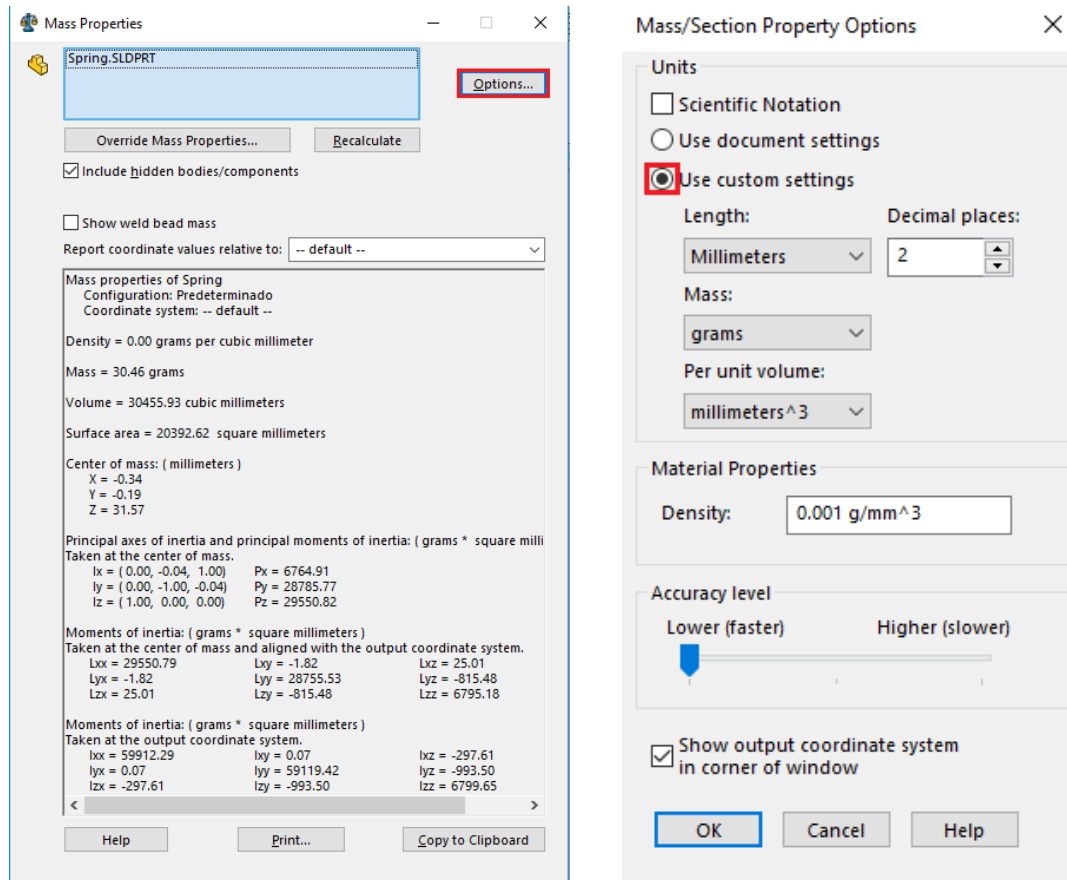 Mass Properties
Spring.SLDPRT
Options...
Override Mass Properties...
Recalculate
Include hidden bodies/components
Show weld bead mass
Report coordinate values relative to: -- default --
Mass properties of Spring
Configuration: Predeterminado
Coordinate system: -- default --
Density = 0.00 grams per cubic millimeter
Mass = 30.46 grams
Volume = 30455.93 cubic millimeters
Surface area = 20392.62 square millimeters
Center of mass: ( millimeters )
X = -0.34
Y = -0.19
Z = 31.57
Principal axes of inertia and principal moments of inertia: ( grams * square milli
Taken at the center of mass.
Ix = ( 0.00, -0.04, 1.00) Px = 6764.91
Iy = ( 0.00, -1.00, -0.04) Py = 28785.77
Iz = ( 1.00, 0.00, 0.00) Pz = 29550.82
Moments of inertia: ( grams * square millimeters )
Taken at the center of mass and aligned with the output coordinate system.
Lxx = 29550.79 Lxy = -1.82 Lxz = 25.01
Lyx = -1.82 Lyy = 28755.53 Lyz = -815.48
Lzx = 25.01 Lzy = -815.48 Lzz = 6795.18
Moments of inertia: ( grams * square millimeters )
Taken at the output coordinate system.
Ixx = 59912.29 Ixy = 0.07 Ixz = -297.61
Iyx = 0.07 Iyy = 59119.42 Iyz = -993.50
Izx = -297.61 Izy = -993.50 Izz = 6799.65
Help
Print...
Copy to Clipboard
Mass/Section Property Options
Units
Scientific Notation
Use document settings
Use custom settings
Length: Decimal places:
Millimeters 2
Mass:
grams
Per unit volume:
millimeters^3
Material Properties
Density: 0.001 g/mm^3
Accuracy level
Lower (faster) Higher (slower)
Show output coordinate system
in corner of window
OK
Cancel
Help